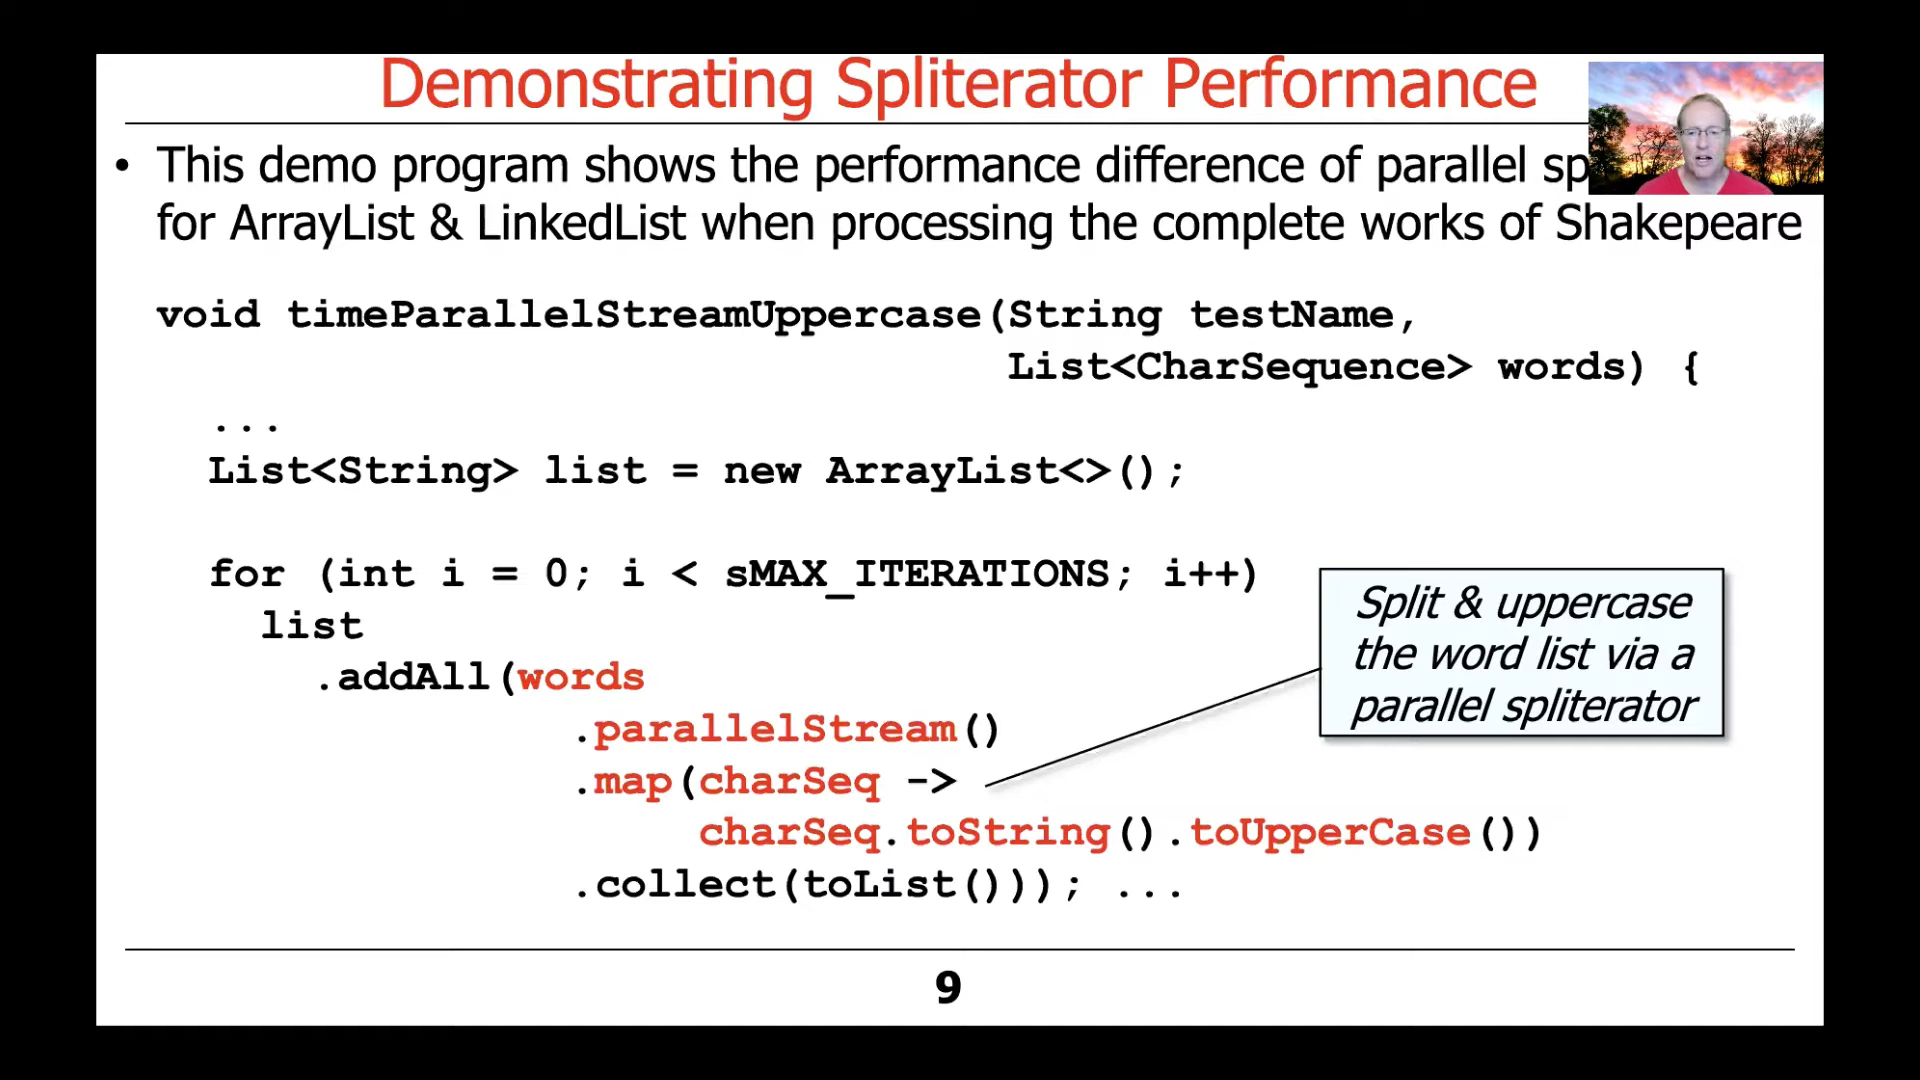 Demonstrating Spliterator Performance
• This demo program shows the performance difference of parallel sp
for ArrayList & LinkedList when processing the complete works of Shakepeare
void timeParallelStreamUppercase(String testName,
List<CharSequence> words) {
...
List<String> list = new ArrayList<>();
for (int i = 0; i < sMAX_ITERATIONS; i++)
list
.addAll(words
.parallelStream()
.map(charSeq ->
charSeq.toString().toUpperCase())
.collect(toList())); ...
Split & uppercase
the word list via a
parallel spliterator
9